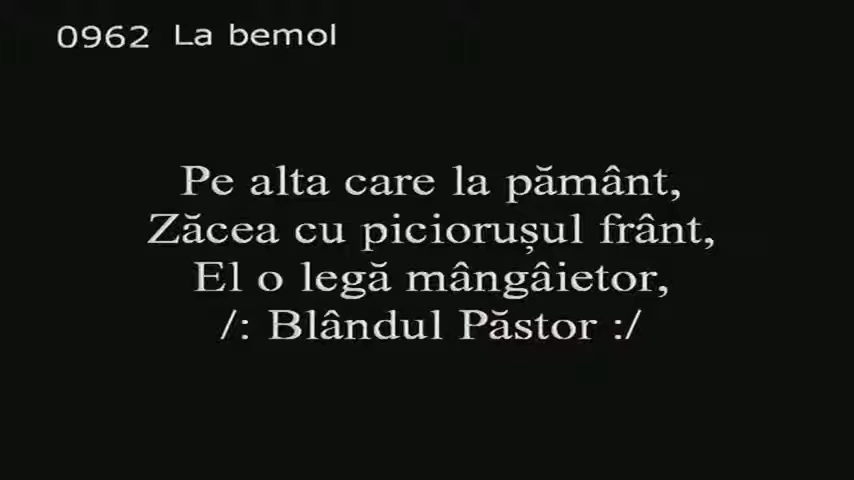 0962 La bemol
Pe alta care la pământ,
Zăcea cu piciorușul frânt,
El o legă mângâietor,
/: Blândul Păstor :/